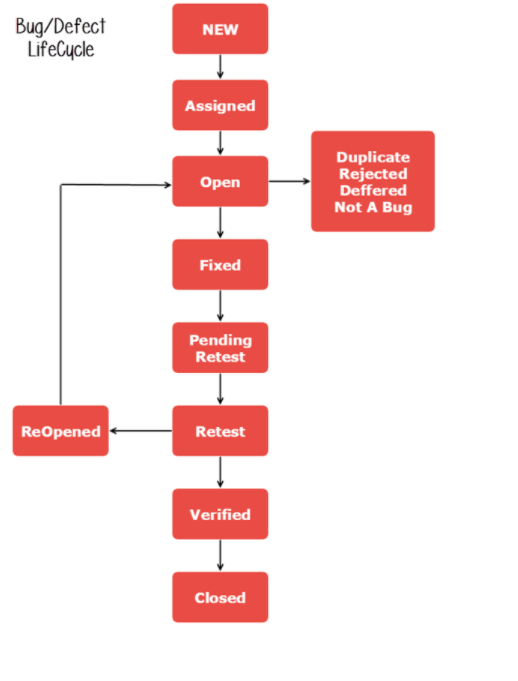 Bug/Defect
LifeCycle
NEW
Assigned
Open
Duplicate
Rejected
Deffered
Not A Bug
Fixed
Pending
Retest
ReOpened
Retest
Verified
Closed